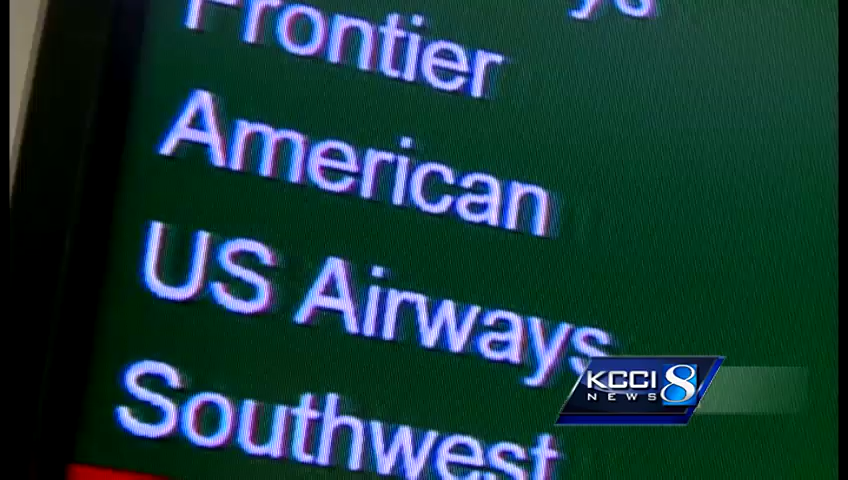 Frontier
American
US Airways
Southwest
KCCI 8
NEWS